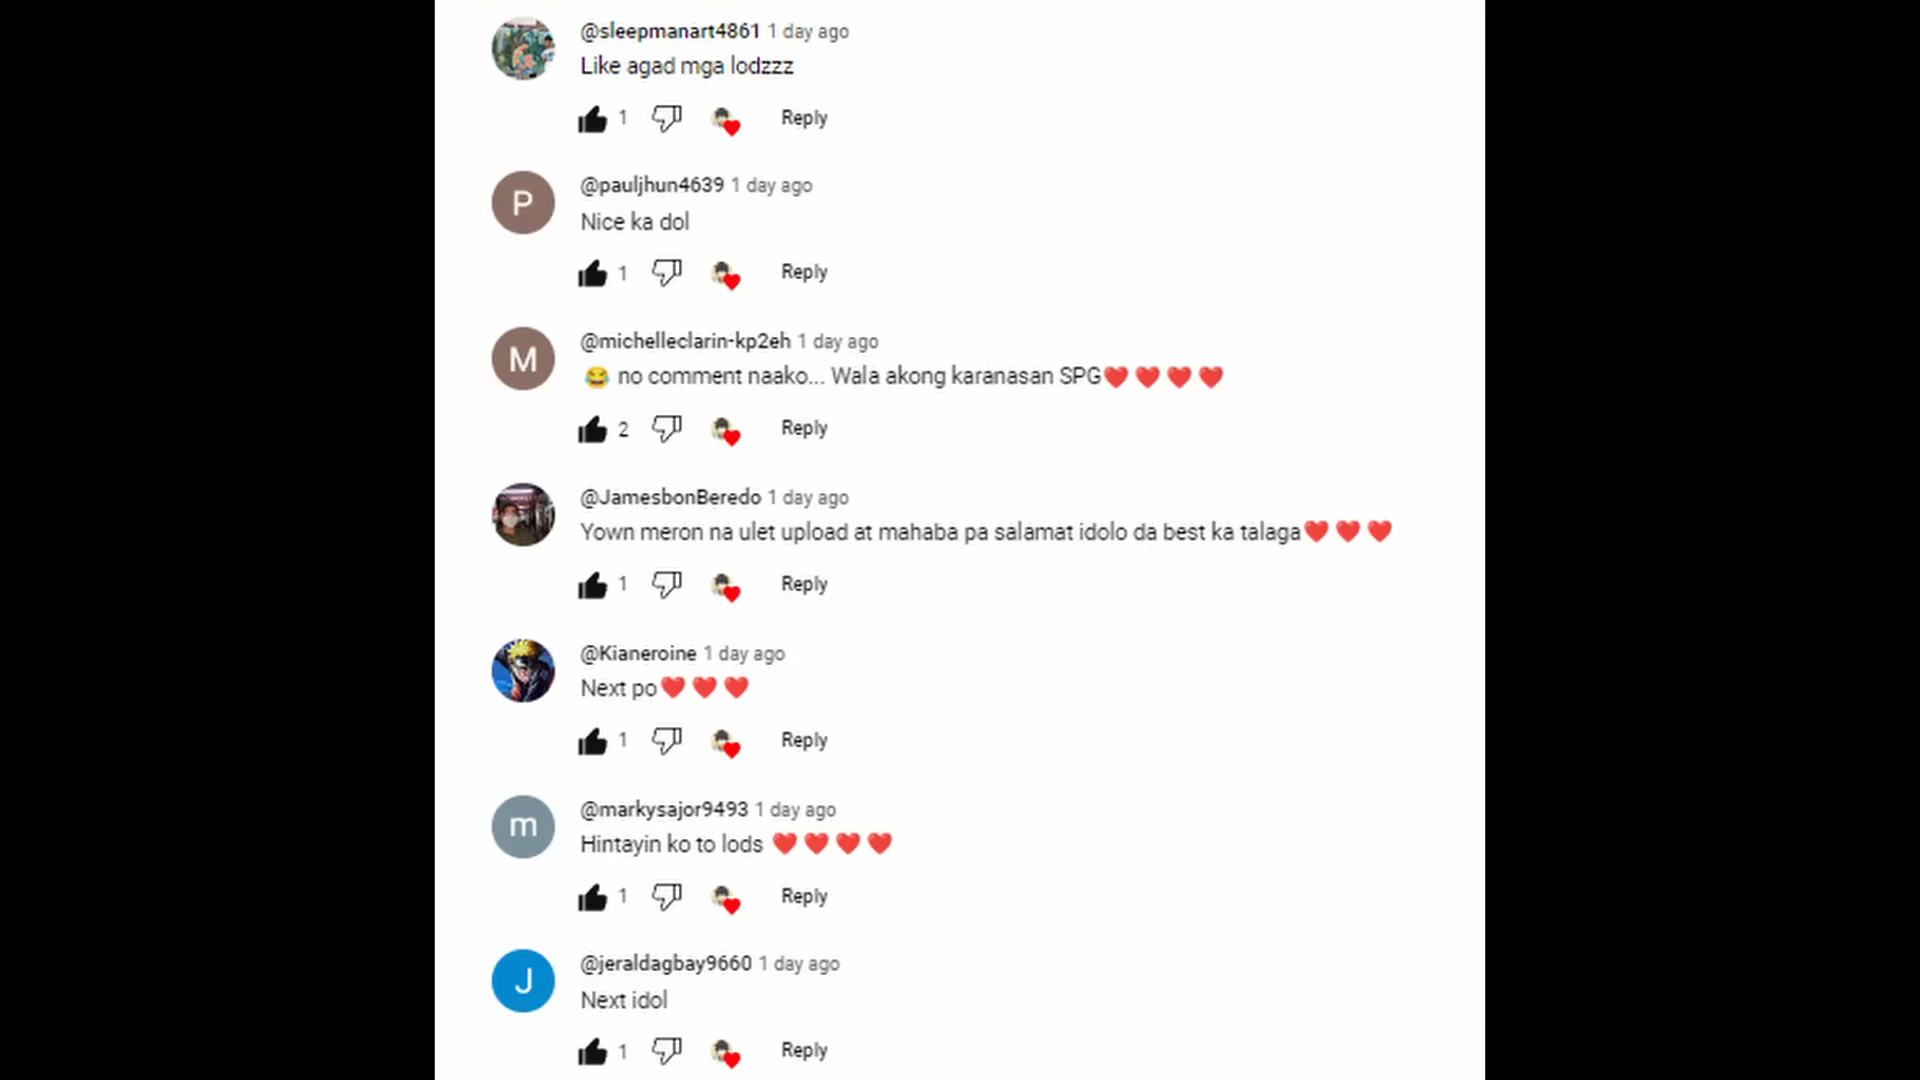 @sleepmanart4861 1 day ago
Like agad mga lodzzz
1 Reply
P
@pauljhun4639 1 day ago
Nice ka dol
1 Reply
M
@michelleclarin-kp2eh 1 day ago
😂 no comment naako... Wala akong karanasan SPG❤️❤️❤️❤️
2 Reply
@JamesbonBeredo 1 day ago
Yown meron na ulet upload at mahaba pa salamat idolo da best ka talaga❤️❤️❤️
1 Reply
@Kianeroine 1 day ago
Next po❤️❤️❤️
1 Reply
m
@markysajor9493 1 day ago
Hintayin ko to lods ❤️❤️❤️❤️
1 Reply
J
@jeraldagbay9660 1 day ago
Next idol
1 Reply